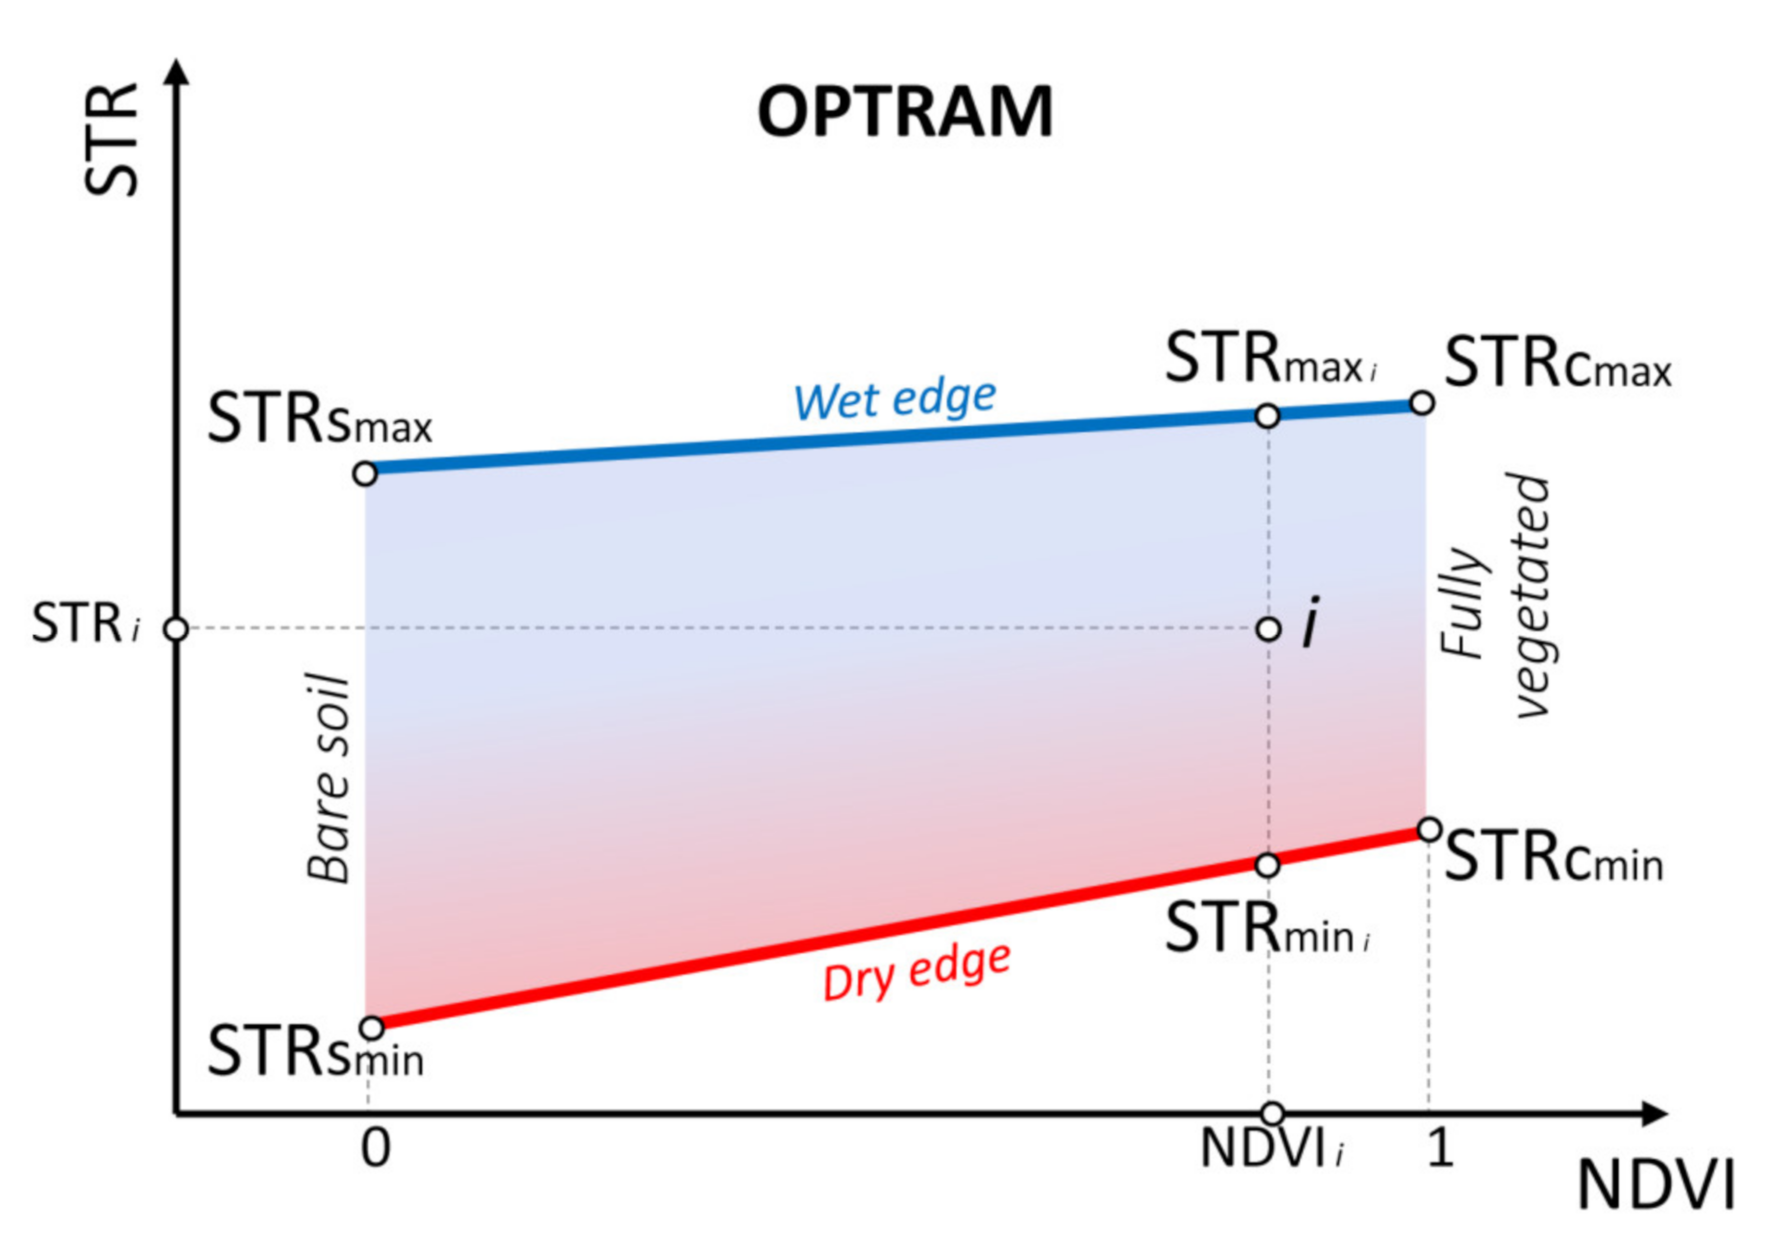 OPTRAM
STR
STRsmax
Wet edge
STRmax i
STRcmax
STR i
i
Bare soil
Fully
vegetated
STRcmin
STRmin i
Dry edge
STRsmin
0
NDVI i
1
NDVI